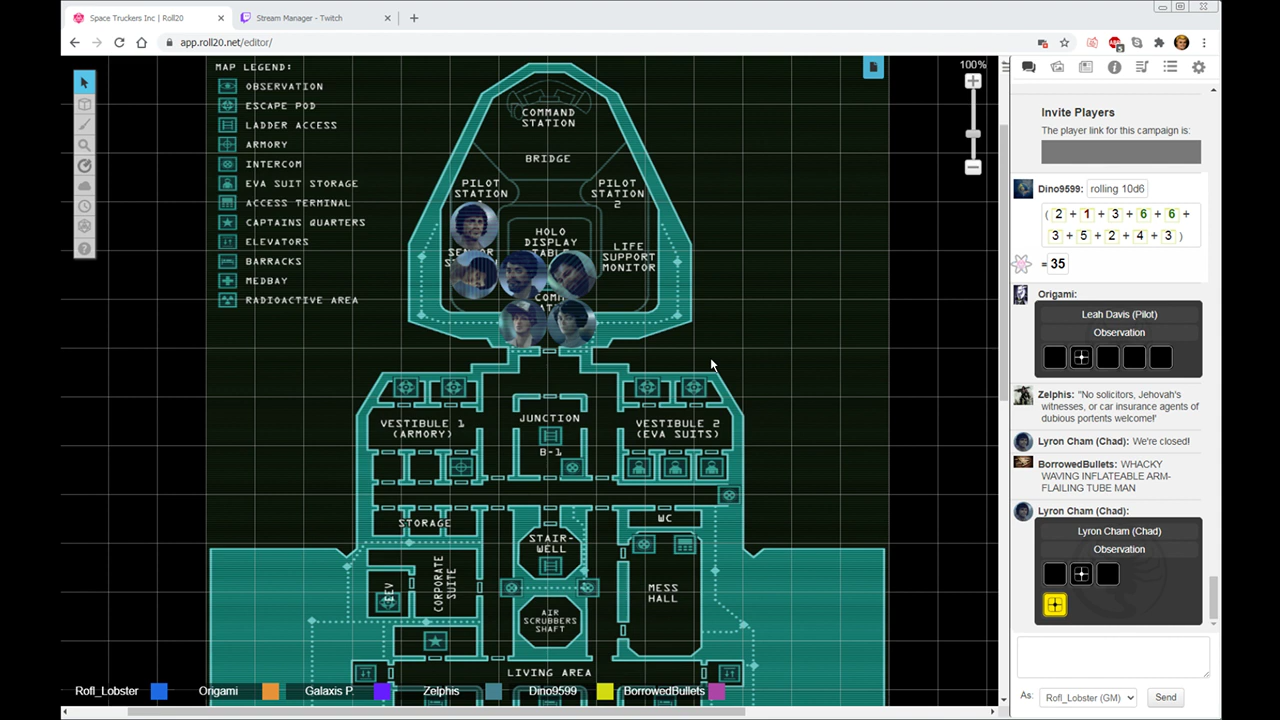 Space Truckers Inc | Roll20
Stream Manager - Twitch
app.roll20.net/editor/
MAP LEGEND:
OBSERVATION
ESCAPE POD
LADDER ACCESS
ARMORY
INTERCOM
EVA SUIT STORAGE
ACCESS TERMINAL
CAPTAINS QUARTERS
ELEVATORS
BARRACKS
MEDBAY
RADIOACTIVE AREA
COMMAND
STATION
BRIDGE
PILOT
STATION
PILOT
STATION
2
HOLO
DISPLAY
TABLE
LIFE
SUPPORT
MONITOR
VESTIBULE 1
(ARMORY)
JUNCTION
B-1
VESTIBULE 2
(EVA SUITS)
STORAGE
STAIR-
WELL
WC
EEV
CORPORATE
SUITE
AIR
SCRUBBERS
SHAFT
MESS
HALL
LIVING AREA
Rofl_Lobster
Origami
Galaxis P.
Zelphis
Dino9599
BorrowedBullets
100%
Invite Players
The player link for this campaign is:
Dino9599: rolling 10d6
( 2 + 1 + 3 + 6 + 6 +
3 + 5 + 2 + 4 + 3 )
= 35
Origami:
Leah Davis (Pilot)
Observation
Zelphis: "No solicitors, Jehovah's
witnesses, or car insurance agents of
dubious portents welcome!'
Lyron Cham (Chad): We're closed!
BorrowedBullets: WHACKY
WAVING INFLATEABLE ARM-
FLAILING TUBE MAN
Lyron Cham (Chad):
Lyron Cham (Chad)
Observation
As: Rofl_Lobster (GM)
Send